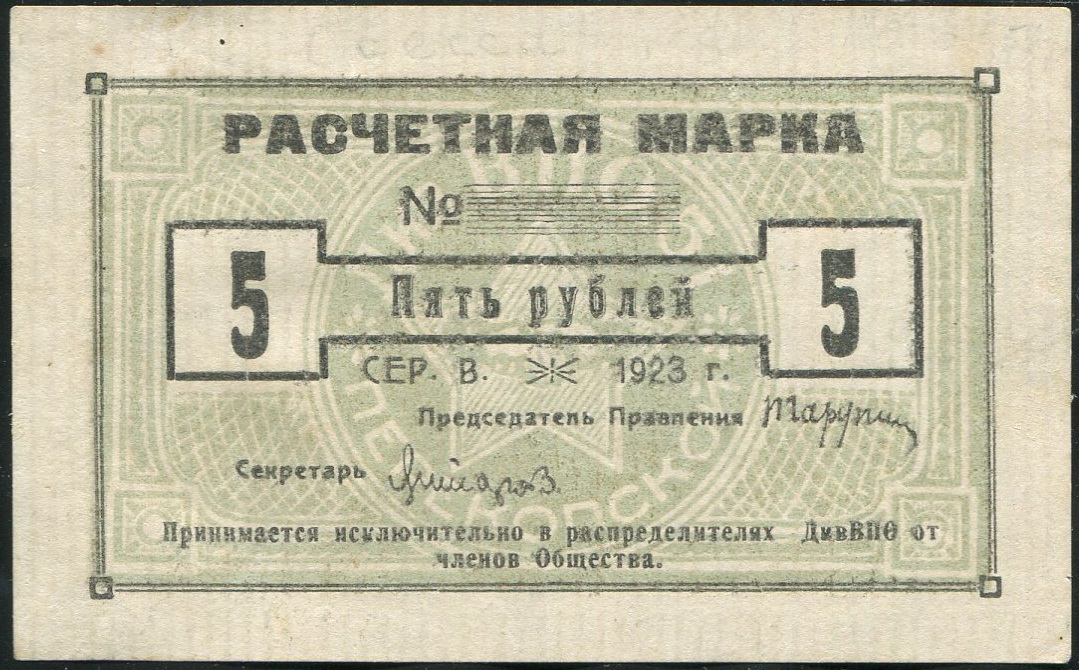 РАСЧЕТНАЯ МАРКА
№
5 Пять рублей 5
СЕР. В. 1923 г.
Председатель Правления
Секретарь
Принимается исключительно в распределителях ДивВПО от
членов Общества.